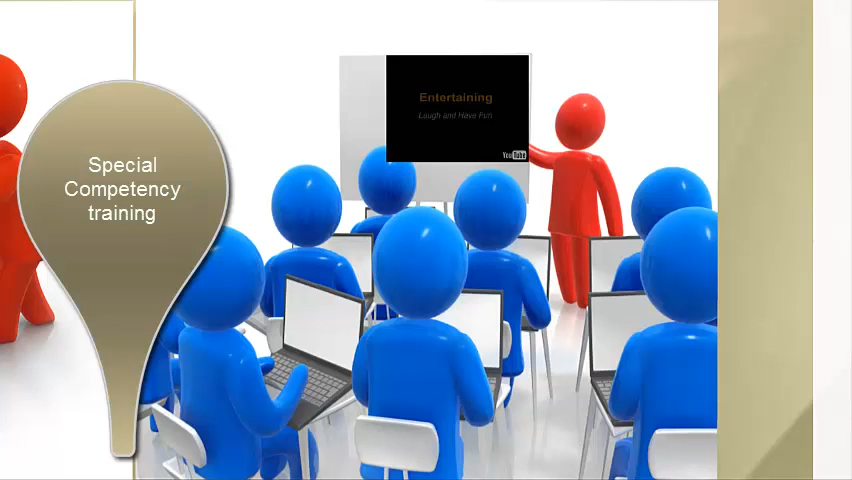 Special
Competency
training
Entertaining
Laugh and Have Fun
YouTube